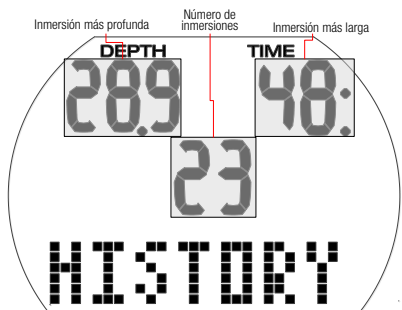 Inmersión más profunda
Número de
inmersiones
Inmersión más larga
DEPTH
TIME
28.9
48:
23
HISTORY